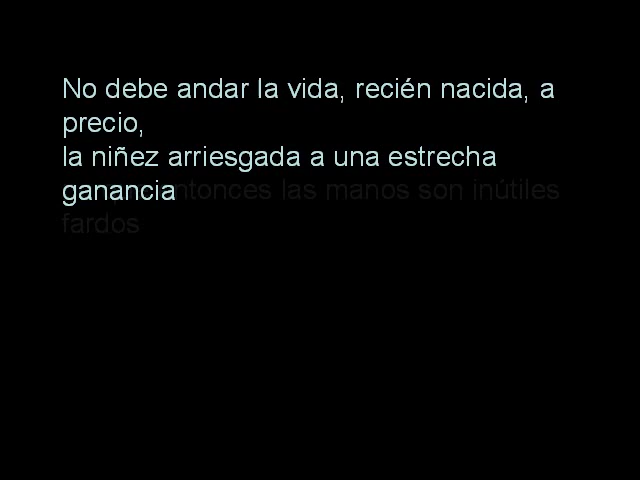 No debe andar la vida, recién nacida, a
precio,
la niñez arriesgada a una estrecha
ganancia ntonces las manos son inútiles
fardos